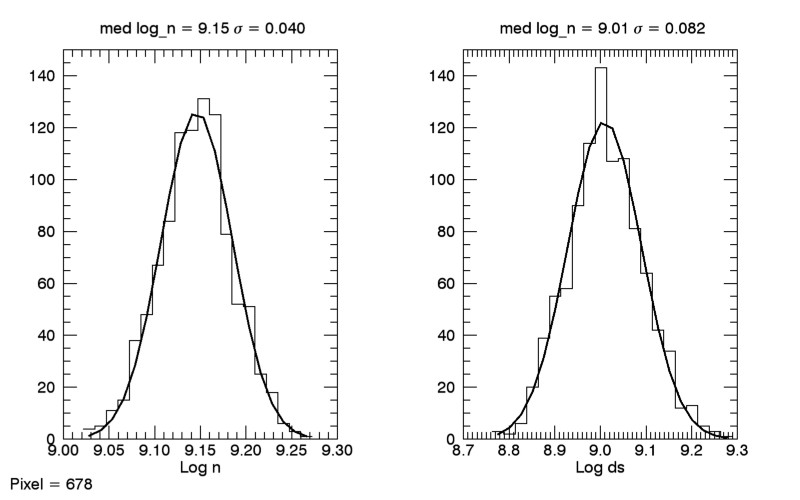 med log_n = 9.15 σ = 0.040
140
120
100
80
60
40
20
0
9.00 9.05 9.10 9.15 9.20 9.25 9.30
Log n
med log_n = 9.01 σ = 0.082
140
120
100
80
60
40
20
0
8.7 8.8 8.9 9.0 9.1 9.2 9.3
Log ds
Pixel = 678